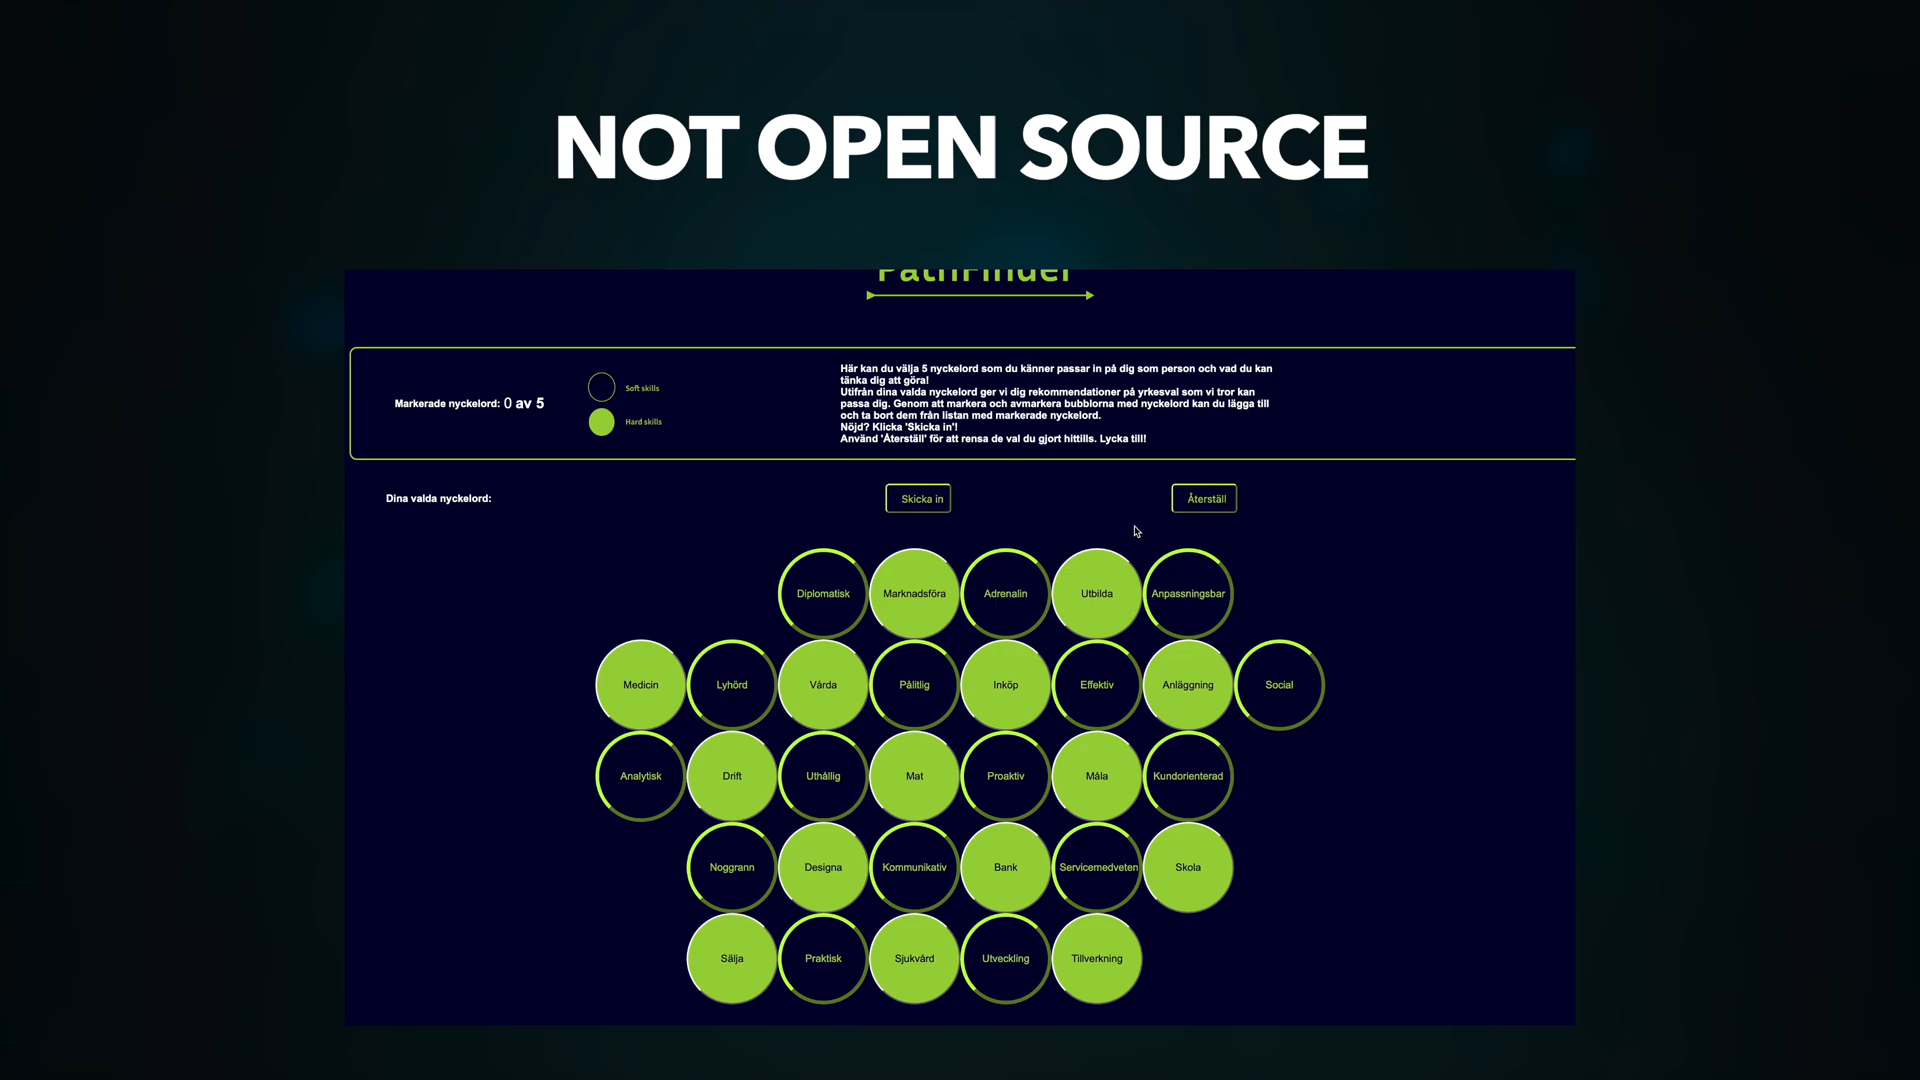 NOT OPEN SOURCE
PathFinder
Markerade nyckelord: 0 av 5
Soft skills
Hard skills
Här kan du välja 5 nyckelord som du känner passar in på dig som person och vad du kan
tänka dig att göra!
Utifrån dina valda nyckelord ger vi dig rekommendationer på yrkesval som vi tror kan
passa dig. Genom att markera och avmarkera bubblorna med nyckelord kan du lägga till
och ta bort dem från listan med markerade nyckelord.
Nöjd? Klicka 'Skicka in'!
Använd 'Återställ' för att rensa de val du gjort hittills. Lycka till!
Dina valda nyckelord:
Skicka in
Återställ
Diplomatisk
Marknadsföra
Adrenalin
Utbilda
Anpassningsbar
Medicin
Lyhörd
Vårda
Pålitlig
Inköp
Effektiv
Anläggning
Social
Analytisk
Drift
Uthållig
Mat
Proaktiv
Måla
Kundorienterad
Noggrann
Designa
Kommunikativ
Bank
Servicemedveten
Skola
Sälja
Praktisk
Sjukvård
Utveckling
Tillverkning